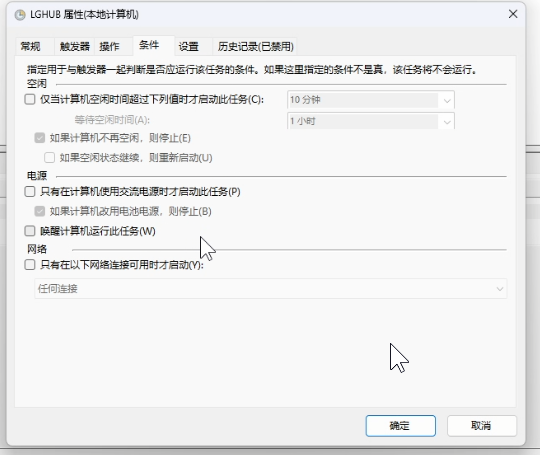 LGHUB 属性(本地计算机)
常规 触发器 操作 条件 设置 历史记录(已禁用)
指定用于与触发器一起判断是否应运行该任务的条件。如果这里指定的条件不是真，该任务将不会运行。
空闲
仅当计算机空闲时间超过下列值时才启动此任务(C): 10 分钟
等待空闲时间(A): 1 小时
如果计算机不再空闲，则停止(E)
如果空闲状态继续，则重新启动(U)
电源
只有在计算机使用交流电源时才启动此任务(P)
如果计算机改用电池电源，则停止(B)
唤醒计算机运行此任务(W)
网络
只有在以下网络连接可用时才启动(Y):
任何连接
确定 取消